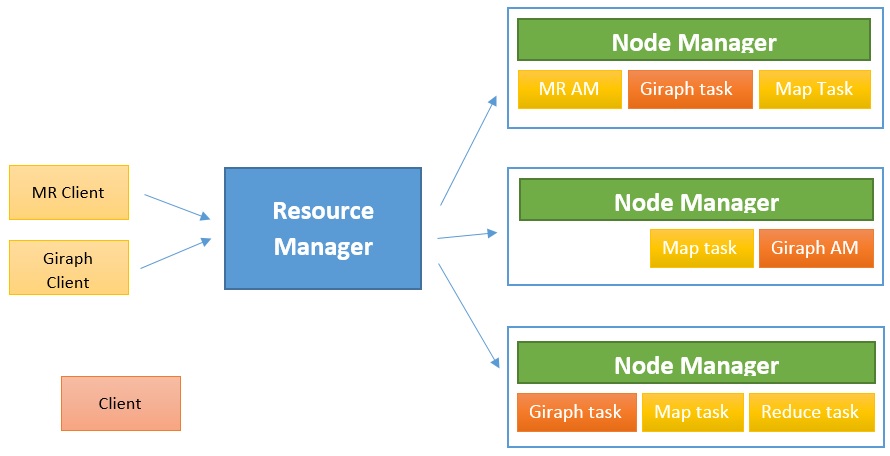 MR Client
Giraph
Client
Client
Resource
Manager
Node Manager
MR AM
Giraph task
Map Task
Node Manager
Map task
Giraph AM
Node Manager
Giraph task
Map task
Reduce task